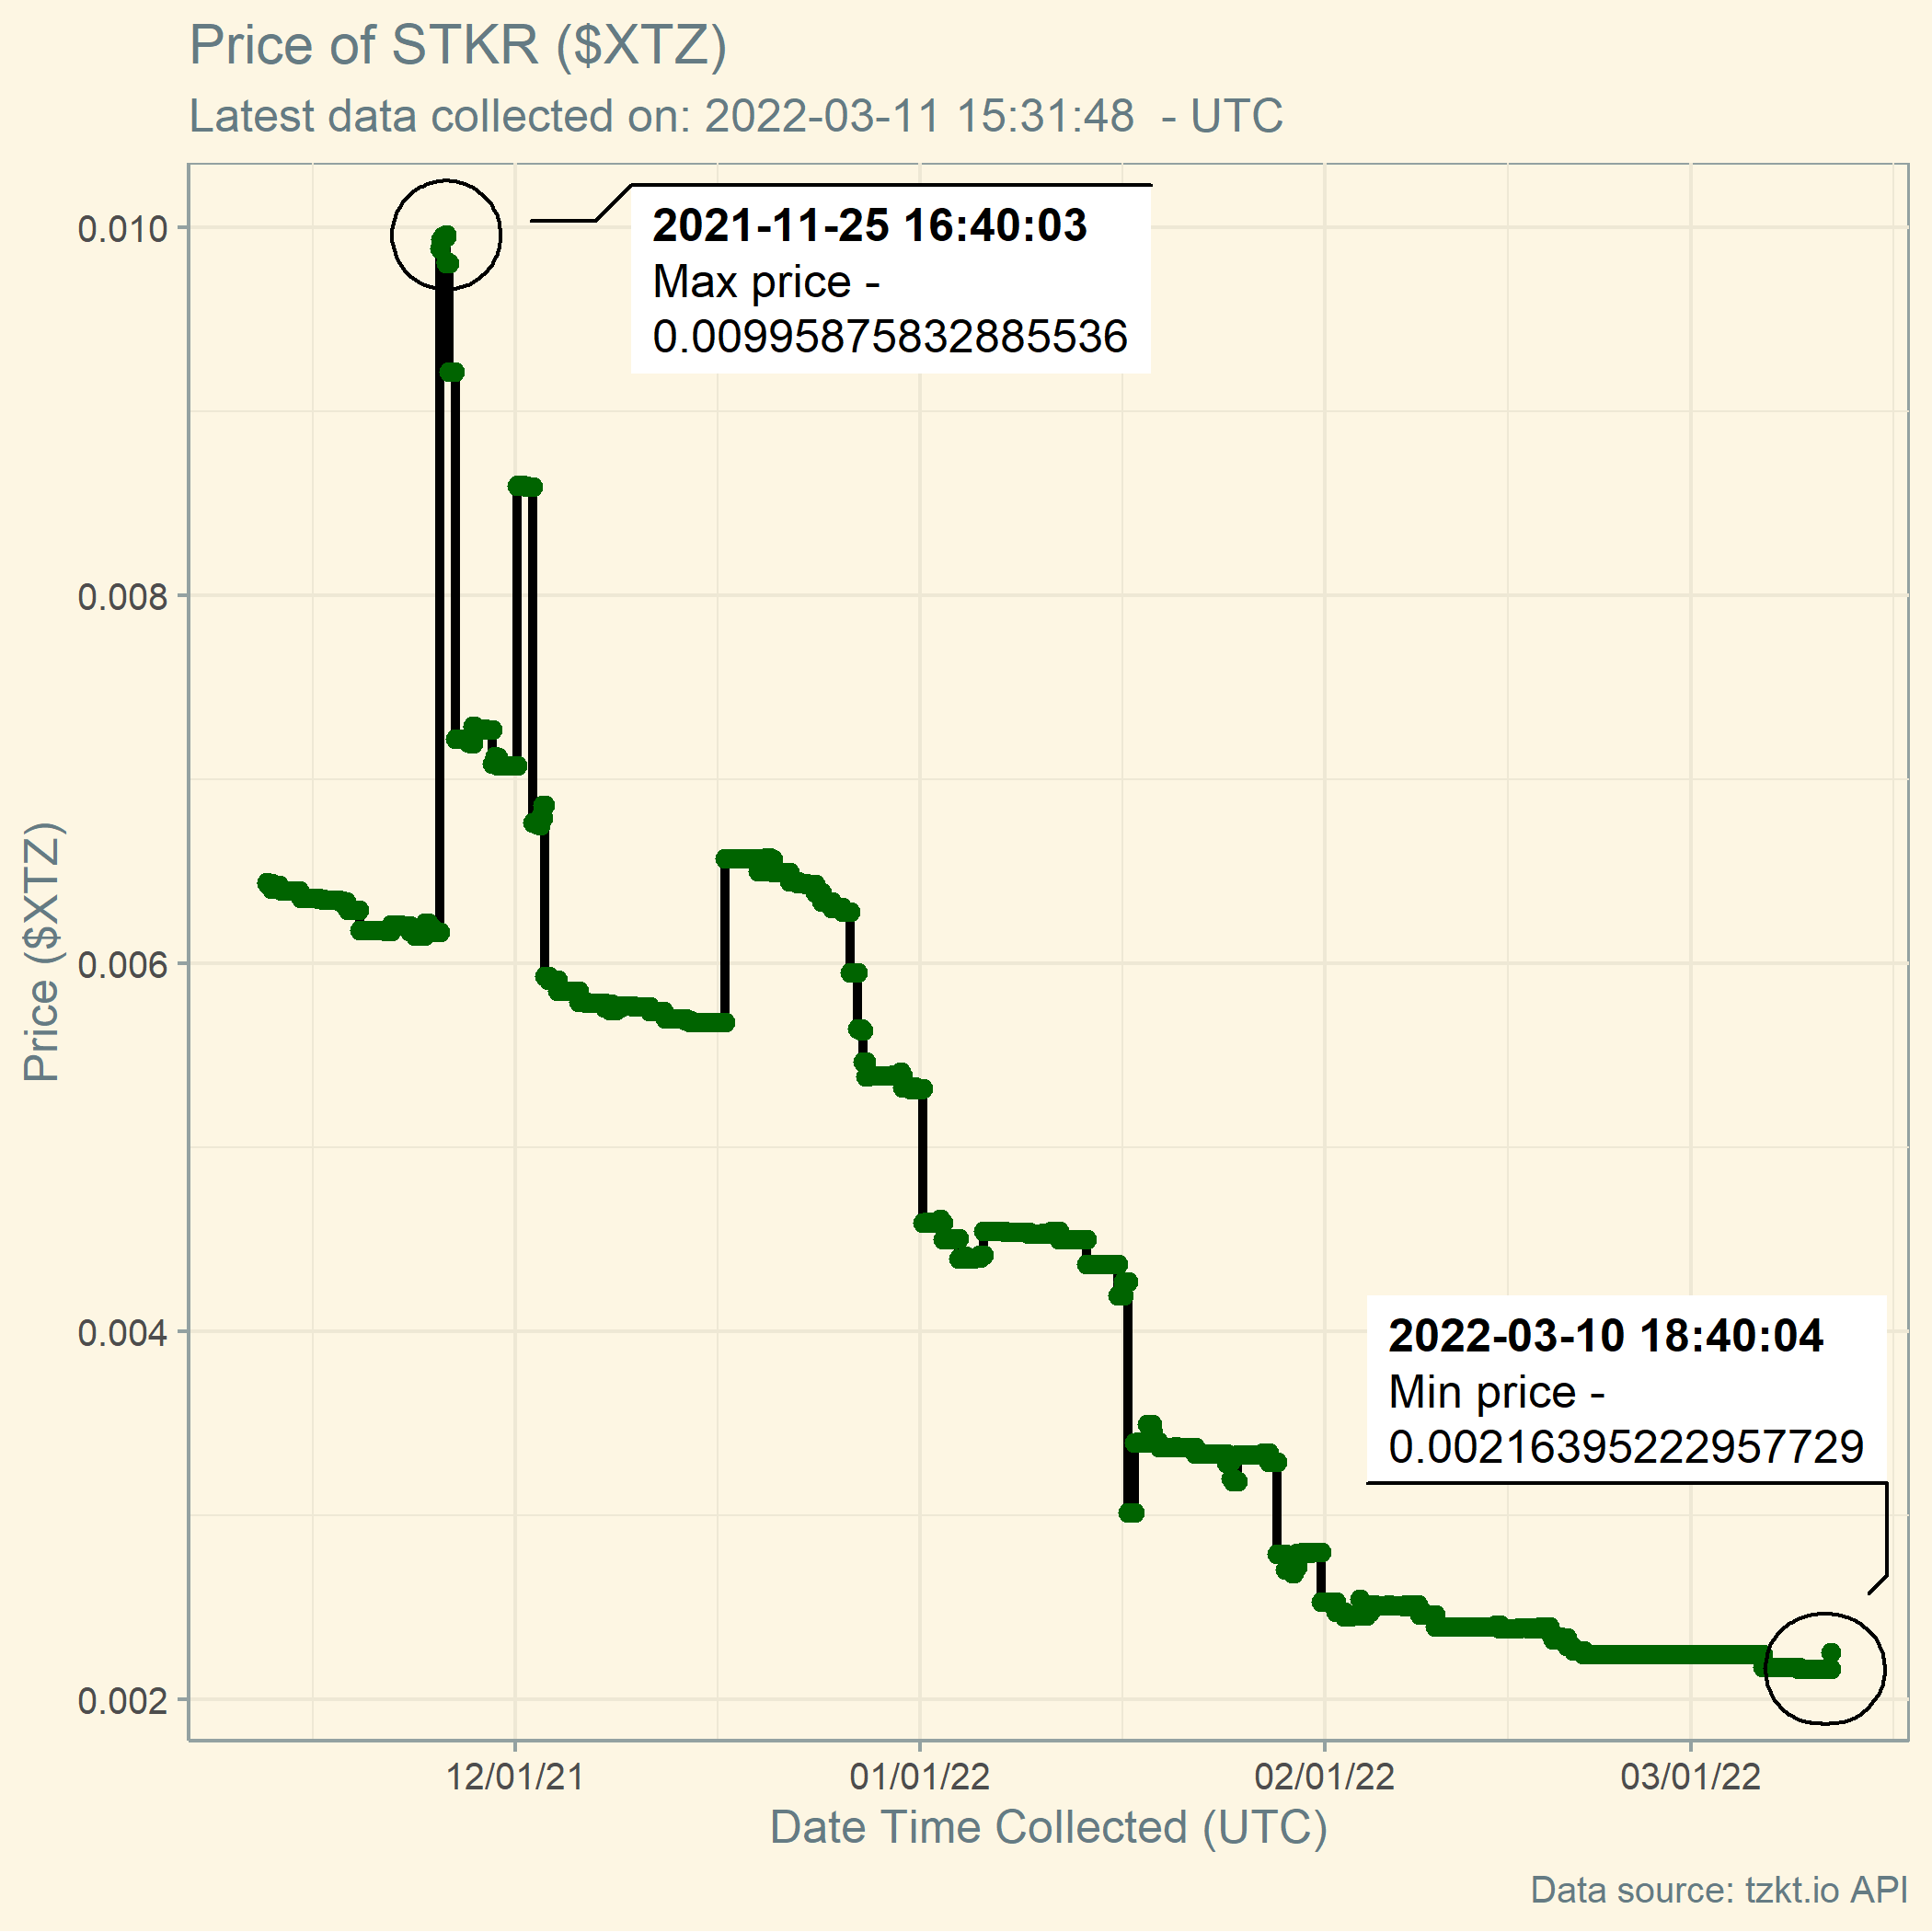 Price of STKR ($XTZ)
Latest data collected on: 2022-03-11 15:31:48 - UTC
2021-11-25 16:40:03
Max price -
0.00995875832885536
0.010
0.008
0.006
0.004
0.002
Price ($XTZ)
2022-03-10 18:40:04
Min price -
0.002163952229577​29
12/01/21
01/01/22
02/01/22
03/01/22
Date Time Collected (UTC)
Data source: tzkt.io API